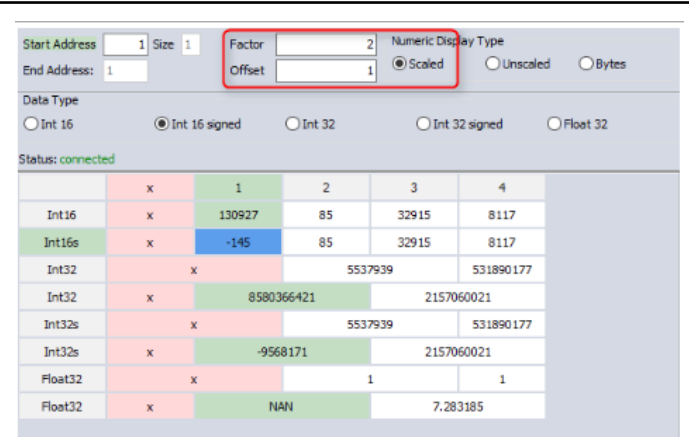 Start Address 1 Size 1 Factor 2 Numeric Display Type
End Address: 1 Offset 1 Scaled Unscaled Bytes
Data Type
Int 16 Int 16 signed Int 32 Int 32 signed Float 32
Status: connected
x 1 2 3 4
Int16 x 130927 85 32915 8117
Int16s x -145 85 32915 8117
Int32 x 5537939 531890177
Int32 x 8580366421 2157060021
Int32s x 5537939 531890177
Int32s x -9568171 2157060021
Float32 x 1 1
Float32 x NAN 7.283185